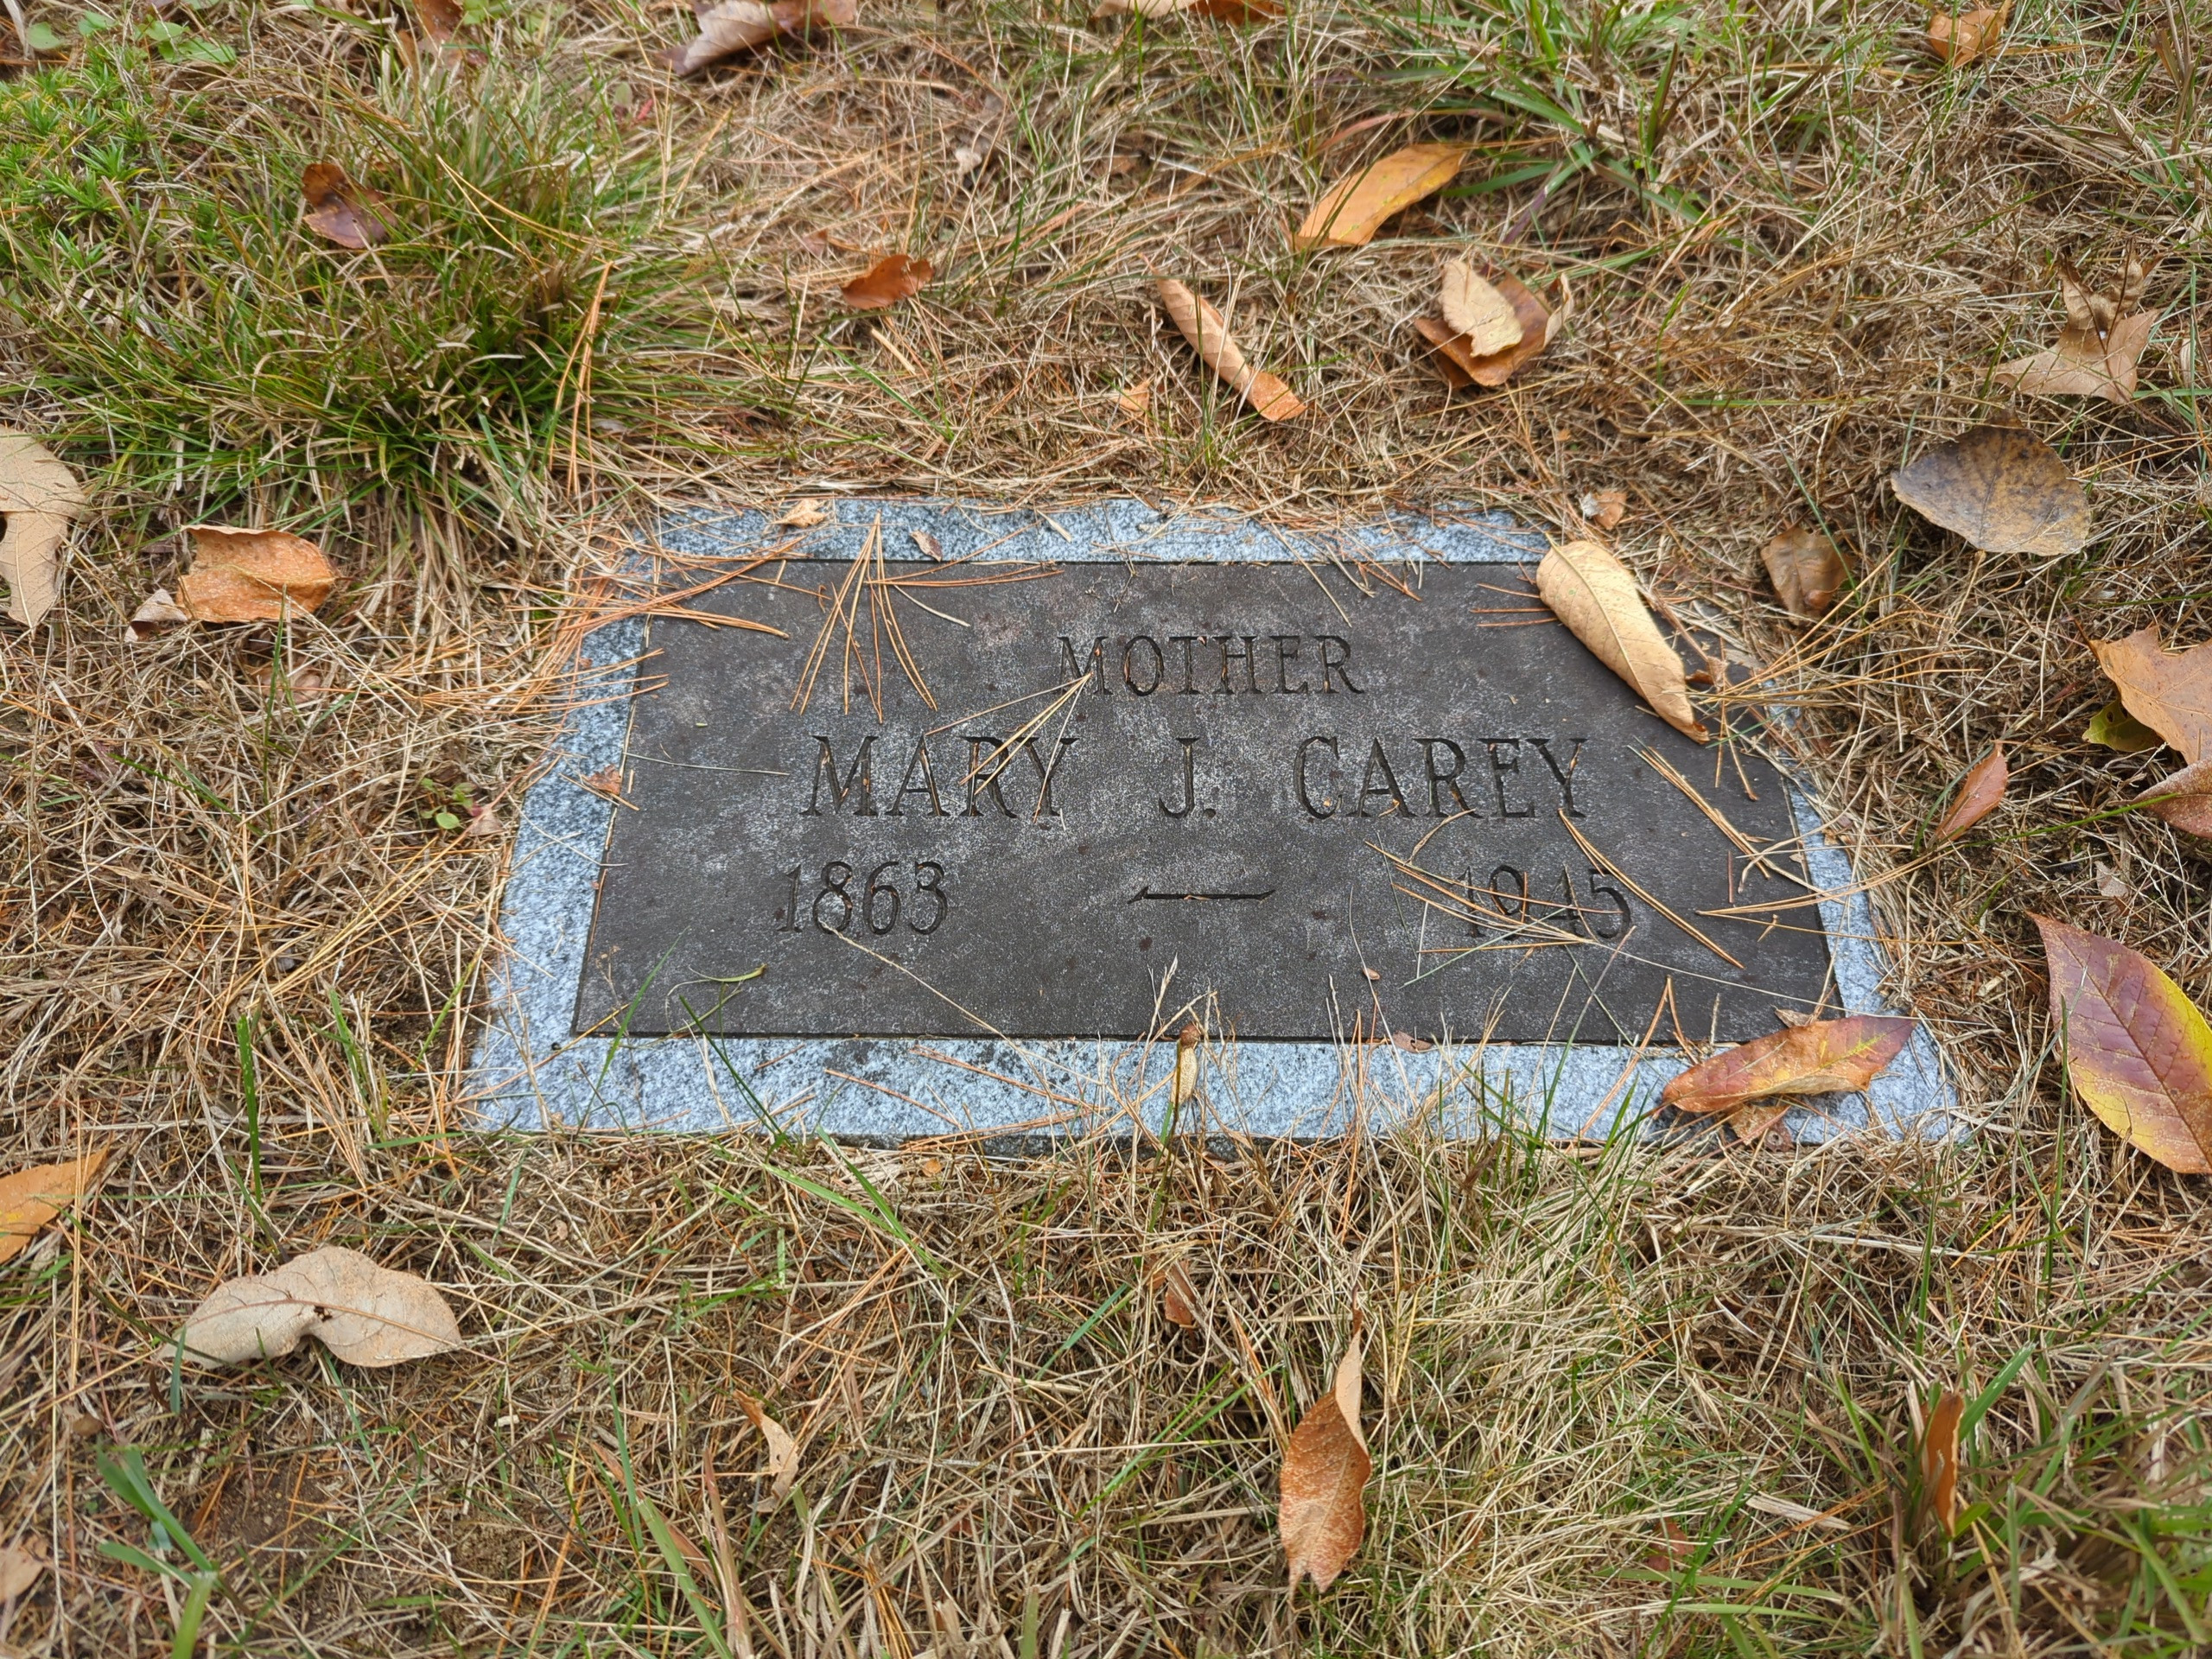 MOTHER
MARY J. CAREY
1863 — 1945